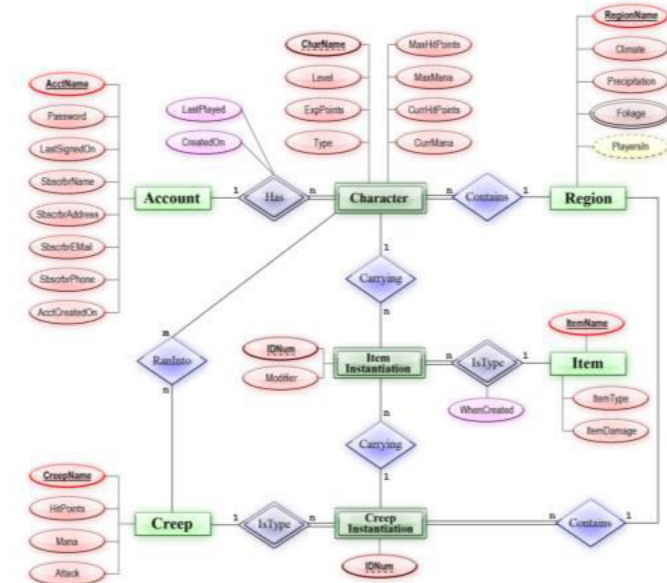 RegionName
CharName
MaxHitPoints
Climate
AcctName
Level
MaxMana
Password
LastPlayed
ExpPoints
CurrHitPoints
Precipitation
LastSignedOn
CreatedOn
Type
CurrMana
Foliage
SbscrbrName
PlayersIn
Account
1
Has
n
Character
n
Contains
1
Region
SbscrbrAddress
SbscrbrEMail
1
SbscrbrPhone
Carrying
AcctCreatedOn
n
ItemName
m
RanInto
n
IDNum
Modifier
Item
Instantiation
n
IsType
1
Item
WhenCreated
ItemType
n
ItemDamage
Carrying
CreepName
1
HitPoints
Creep
1
IsType
n
Creep
Instantiation
n
Contains
1
Mana
Attack
IDNum